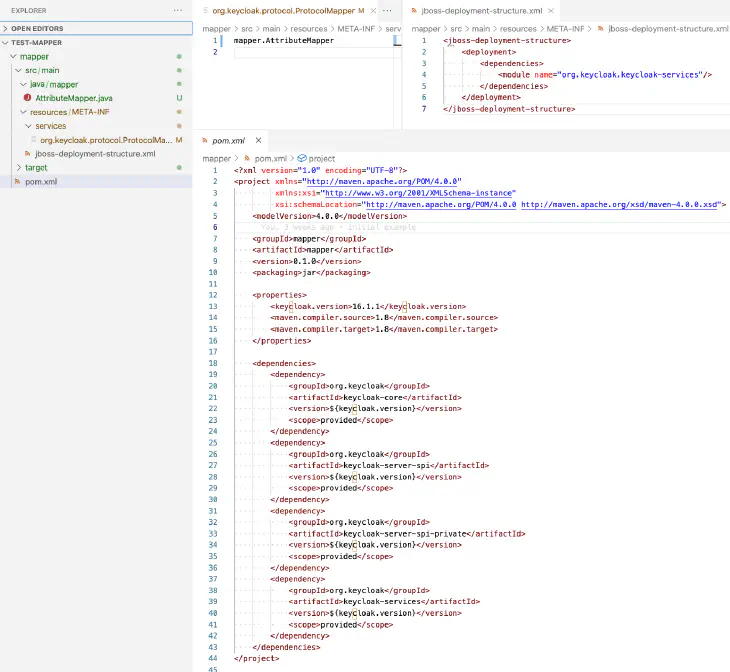 EXPLORER ...
OPEN EDITORS
TEST-MAPPER
mapper
src/main
java/mapper
AttributeMapper.java U
resources/META-INF
services
org.keycloak.protocol.ProtocolMa... M
jboss-deployment-structure.xml
target
pom.xml
org.keycloak.protocol.ProtocolMapper M ✕ ...
mapper > src > main > resources > META-INF > serv
1 mapper.AttributeMapper
2
jboss-deployment-structure.xml ✕
mapper > src > main > resources > META-INF > jboss-deployment-structure.xml
1 <jboss-deployment-structure>
2 <deployment>
3 <dependencies>
4 <module name="org.keycloak.keycloak-services"/>
5 </dependencies>
6 </deployment>
7 </jboss-deployment-structure>
pom.xml ✕
mapper > pom.xml > project
1 <?xml version="1.0" encoding="UTF-8"?>
2 <project xmlns="http://maven.apache.org/POM/4.0.0"
3 xmlns:xsi="http://www.w3.org/2001/XMLSchema-instance"
4 xsi:schemaLocation="http://maven.apache.org/POM/4.0.0 http://maven.apache.org/xsd/maven-4.0.0.xsd">
5 <modelVersion>4.0.0</modelVersion>
6
You, 3 weeks ago • initial example
7 <groupId>mapper</groupId>
8 <artifactId>mapper</artifactId>
9 <version>0.1.0</version>
10 <packaging>jar</packaging>
11
12 <properties>
13 <keycloak.version>16.1.1</keycloak.version>
14 <maven.compiler.source>1.8</maven.compiler.source>
15 <maven.compiler.target>1.8</maven.compiler.target>
16 </properties>
17
18 <dependencies>
19 <dependency>
20 <groupId>org.keycloak</groupId>
21 <artifactId>keycloak-core</artifactId>
22 <version>${keycloak.version}</version>
23 <scope>provided</scope>
24 </dependency>
25 <dependency>
26 <groupId>org.keycloak</groupId>
27 <artifactId>keycloak-server-spi</artifactId>
28 <version>${keycloak.version}</version>
29 <scope>provided</scope>
30 </dependency>
31 <dependency>
32 <groupId>org.keycloak</groupId>
33 <artifactId>keycloak-server-spi-private</artifactId>
34 <version>${keycloak.version}</version>
35 <scope>provided</scope>
36 </dependency>
37 <dependency>
38 <groupId>org.keycloak</groupId>
39 <artifactId>keycloak-services</artifactId>
40 <version>${keycloak.version}</version>
41 <scope>provided</scope>
42 </dependency>
43 </dependencies>
44 </project>
45